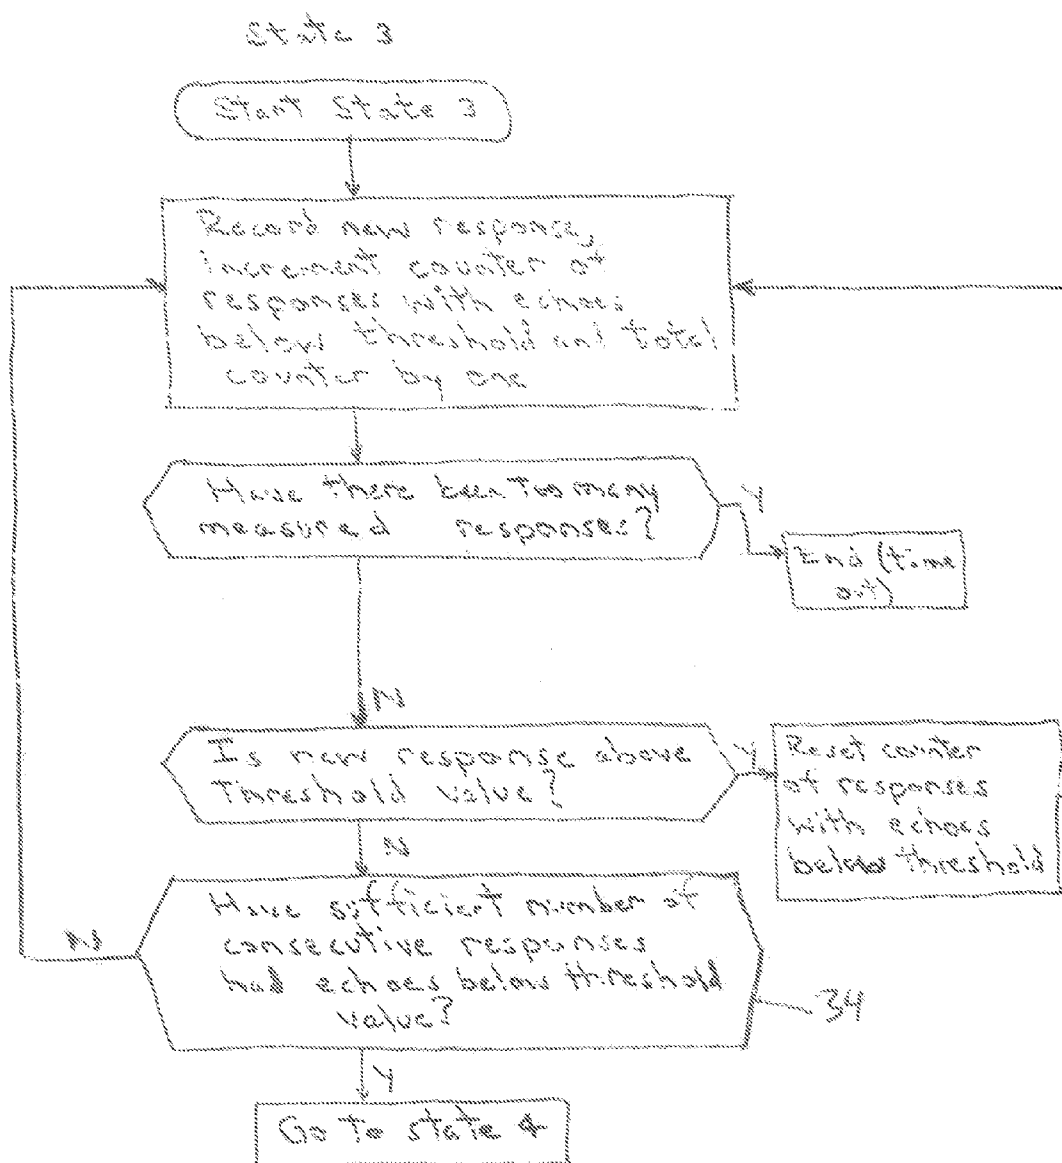 State 3
Start State 3
Record new response,
increment counter of
responses with echoes
below threshold and total
counter by one
Have there been Too many
measured responses?
Y
End (time
out)
N
Is new response above
Threshold value?
Y
Reset counter
of responses
with echoes
below threshold
N
Have sufficient number of
consecutive responses
had echoes below threshold
value?
N
34
Y
Go To state 4